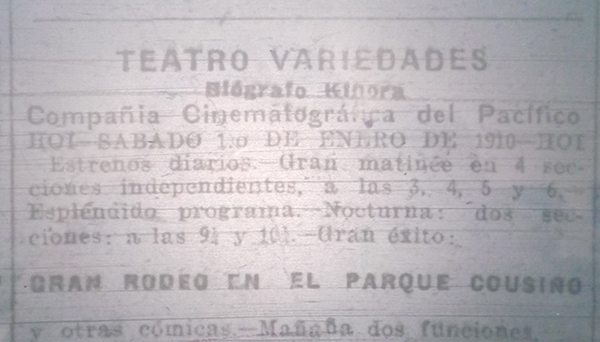 TEATRO VARIEDADES
Biógrafo Kinora
Compañia Cinematográfica del Pacífico
HOI—SABADO 1.o DE ENERO DE 1910—HOI
Estrenos diarios. Gran matinée en 4 sec-
ciones independientes, a las 3, 4, 5 y 6.
Espléndido programa.—Nocturna: dos sec-
ciones: a las 9½ y 10½.—Gran éxito:
GRAN RODEO EN EL PARQUE COUSIÑO
y otras cómicas.—Mañana dos funciones.